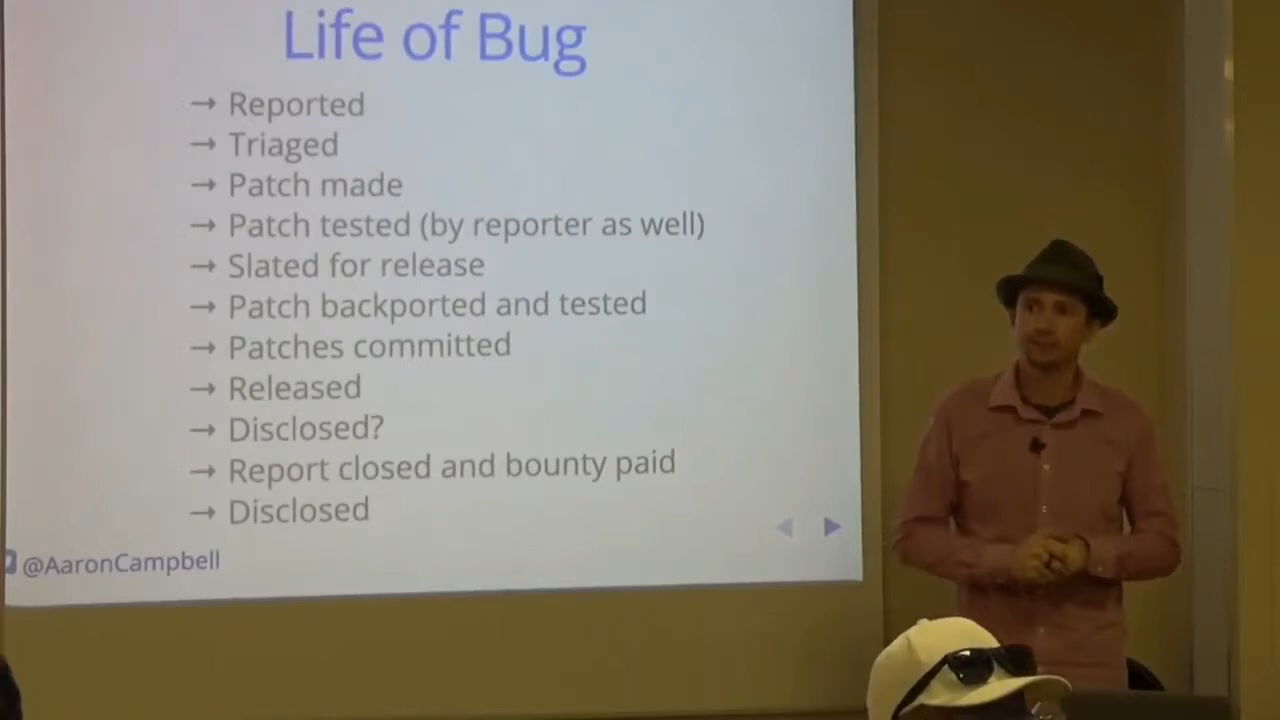 Life of Bug
→ Reported
→ Triaged
→ Patch made
→ Patch tested (by reporter as well)
→ Slated for release
→ Patch backported and tested
→ Patches committed
→ Released
→ Disclosed?
→ Report closed and bounty paid
→ Disclosed
@AaronCampbell